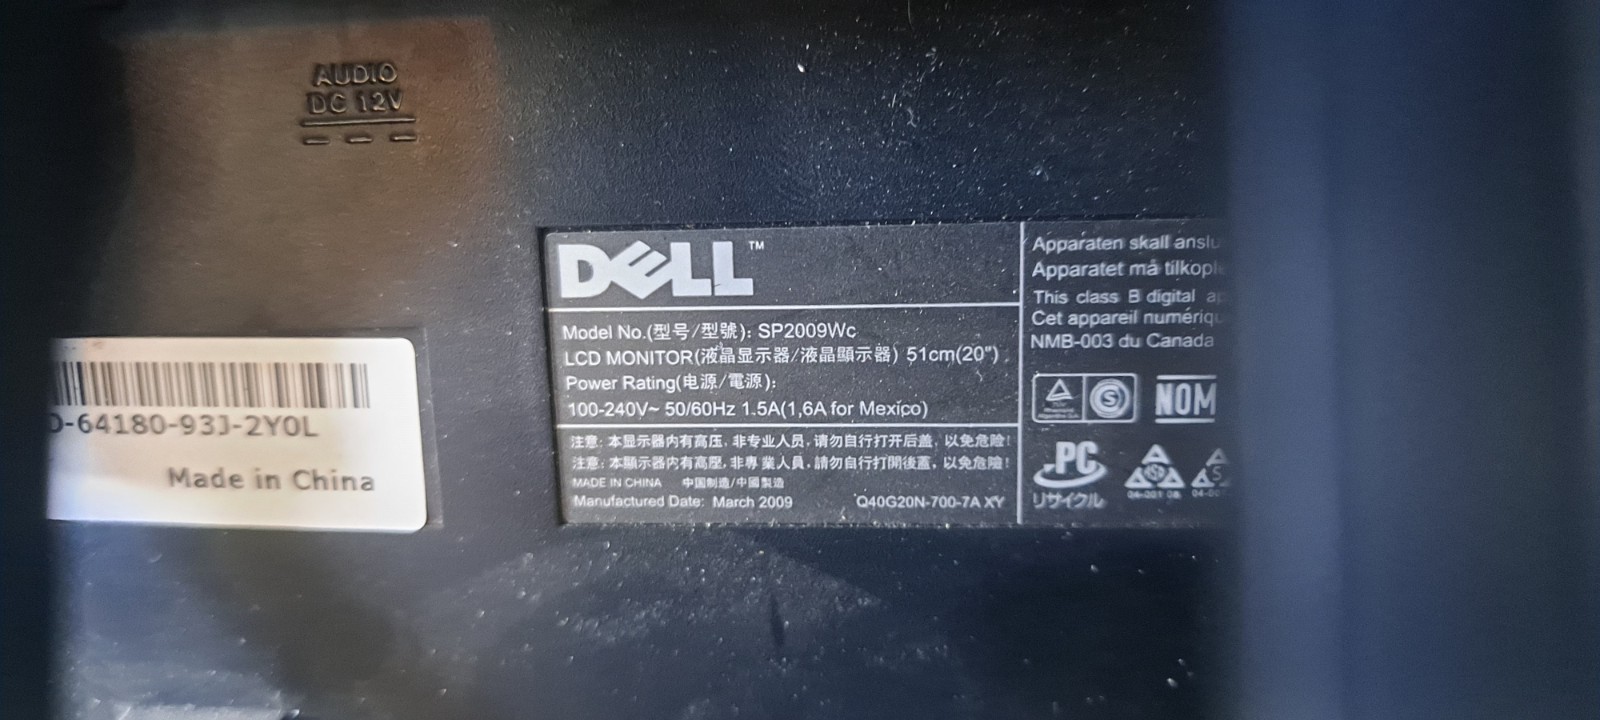 AUDIO
DC 12V
-64180-93J-2Y0L
Made in China
DELL™
Model No.(型号/型號): SP2009Wc
LCD MONITOR(液晶显示器/液晶顯示器) 51cm(20")
Power Rating(电源/電源):
100-240V~ 50/60Hz 1.5A(1,6A for Mexico)
注意: 本显示器内有高压, 非专业人员, 请勿自行打开后盖, 以免危险!
注意: 本顯示器内有高壓, 非專業人員, 請勿自行打開後蓋, 以免危險!
MADE IN CHINA 中国制造/中國製造
Manufactured Date: March 2009 Q40G20N-700-7A XY
Apparaten skall anslu
Apparatet må tilkople
This class B digital ap
Cet appareil numériqu
NMB-003 du Canada
S NOM
PC
リサイクル